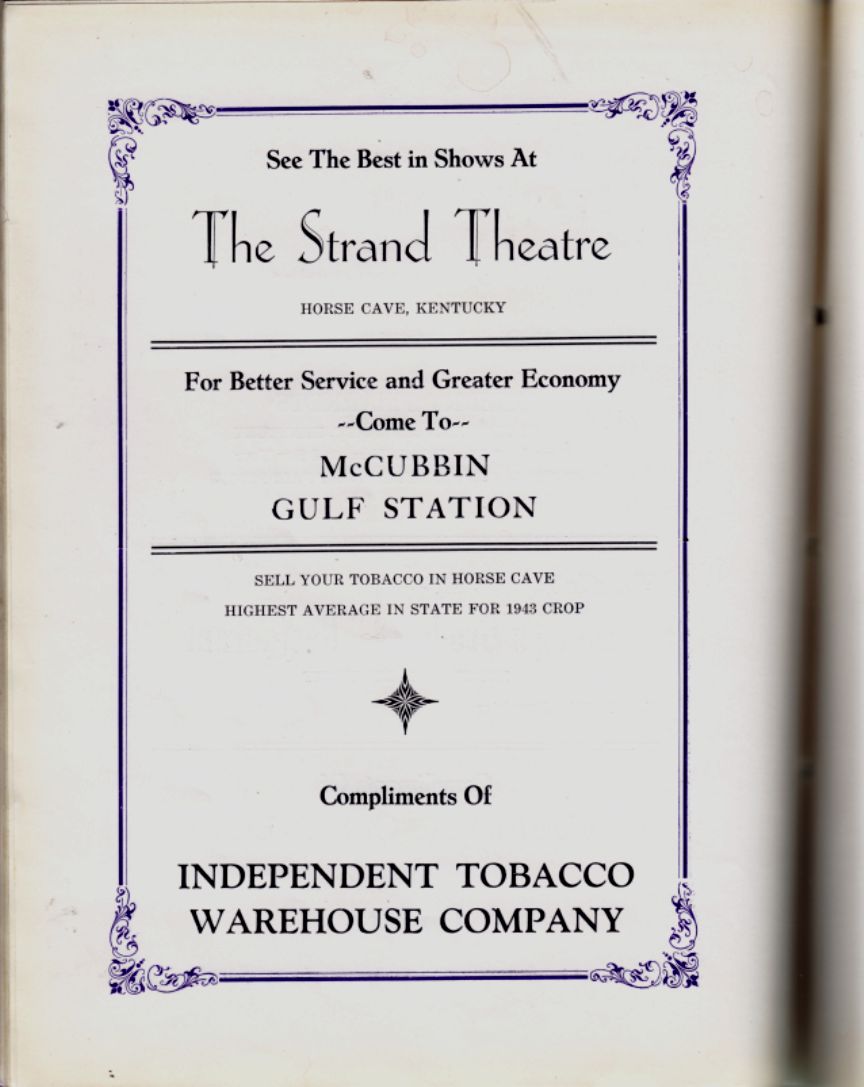 See The Best in Shows At
The Strand Theatre
HORSE CAVE, KENTUCKY
For Better Service and Greater Economy
--Come To--
McCUBBIN
GULF STATION
SELL YOUR TOBACCO IN HORSE CAVE
HIGHEST AVERAGE IN STATE FOR 1943 CROP
Compliments Of
INDEPENDENT TOBACCO
WAREHOUSE COMPANY